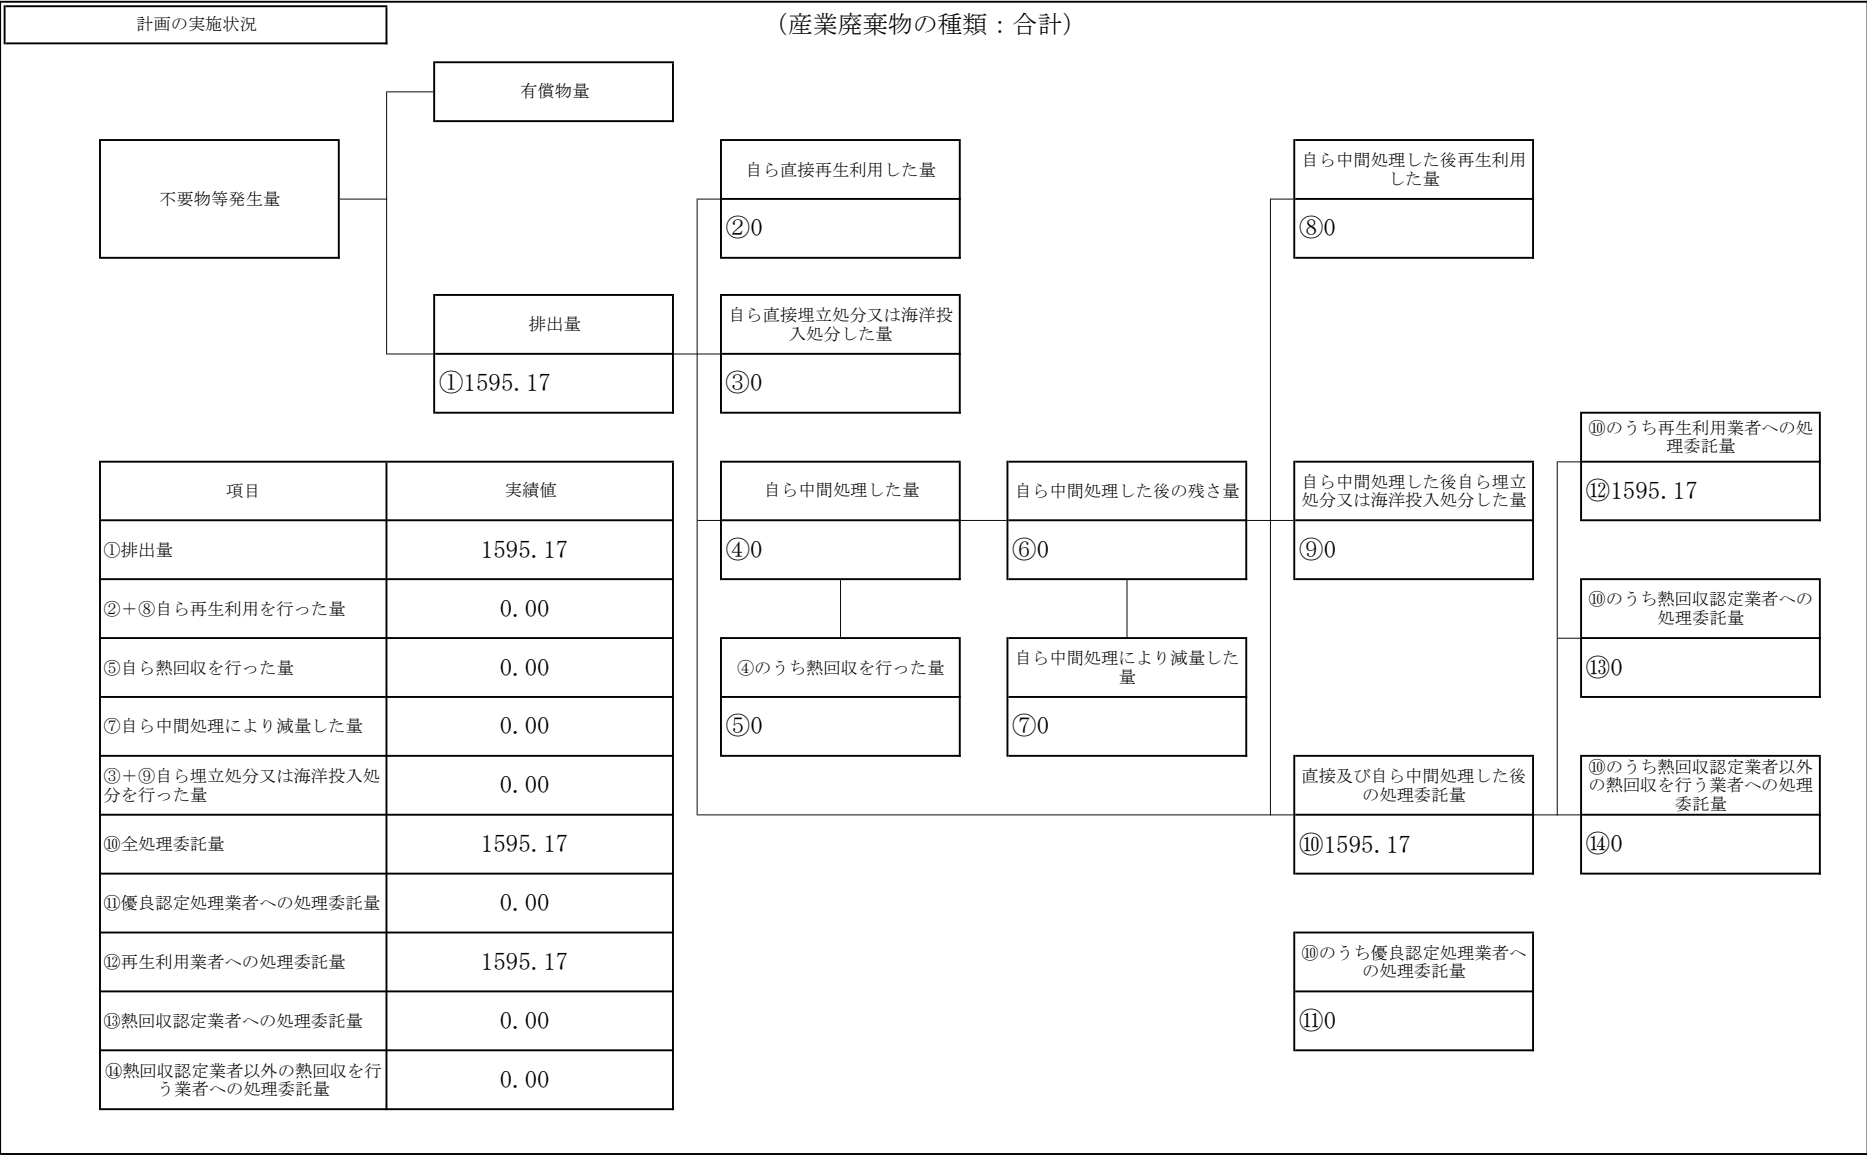 計画の実施状況
(産業廃棄物の種類：合計)
有償物量
不要物等発生量
自ら直接再生利用した量
②0
自ら中間処理した後再生利用
した量
⑧0
排出量
①1595.17
自ら直接埋立処分又は海洋投
入処分した量
③0
項目
実績値
①排出量
1595.17
②＋⑧自ら再生利用を行った量
0.00
⑤自ら熱回収を行った量
0.00
⑦自ら中間処理により減量した量
0.00
③＋⑨自ら埋立処分又は海洋投入処
分を行った量
0.00
⑩全処理委託量
1595.17
⑪優良認定処理業者への処理委託量
0.00
⑫再生利用業者への処理委託量
1595.17
⑬熱回収認定業者への処理委託量
0.00
⑭熱回収認定業者以外の熱回収を行
う業者への処理委託量
0.00
自ら中間処理した量
④0
④のうち熱回収を行った量
⑤0
自ら中間処理した後の残さ量
⑥0
自ら中間処理により減量した
量
⑦0
自ら中間処理した後自ら埋立
処分又は海洋投入処分した量
⑨0
直接及び自ら中間処理した後
の処理委託量
⑩1595.17
⑩のうち優良認定処理業者へ
の処理委託量
⑪0
⑩のうち再生利用業者への処
理委託量
⑫1595.17
⑩のうち熱回収認定業者への
処理委託量
⑬0
⑩のうち熱回収認定業者以外
の熱回収を行う業者への処理
委託量
⑭0